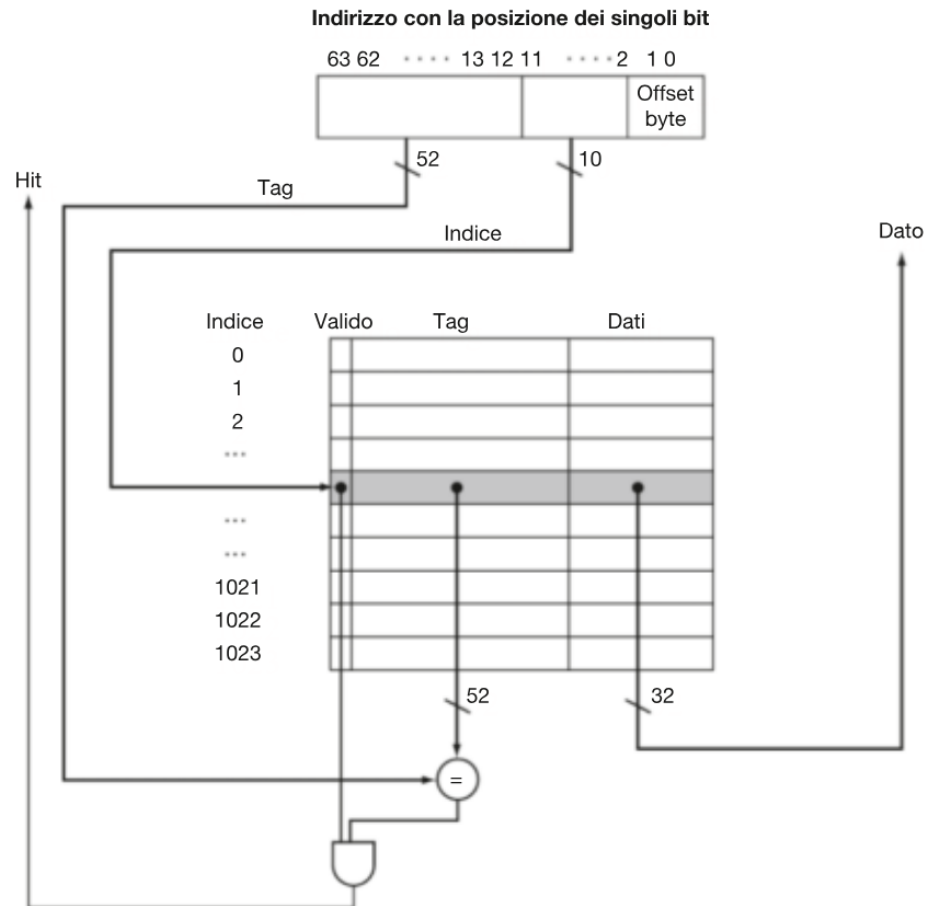 Indirizzo con la posizione dei singoli bit
63 62 ···· 13 12 11 ···· 2 1 0
Offset
byte
52 10
Hit
Tag
Indice
Dato
Indice Valido Tag Dati
0
1
2
...
...
...
1021
1022
1023
52 32
=